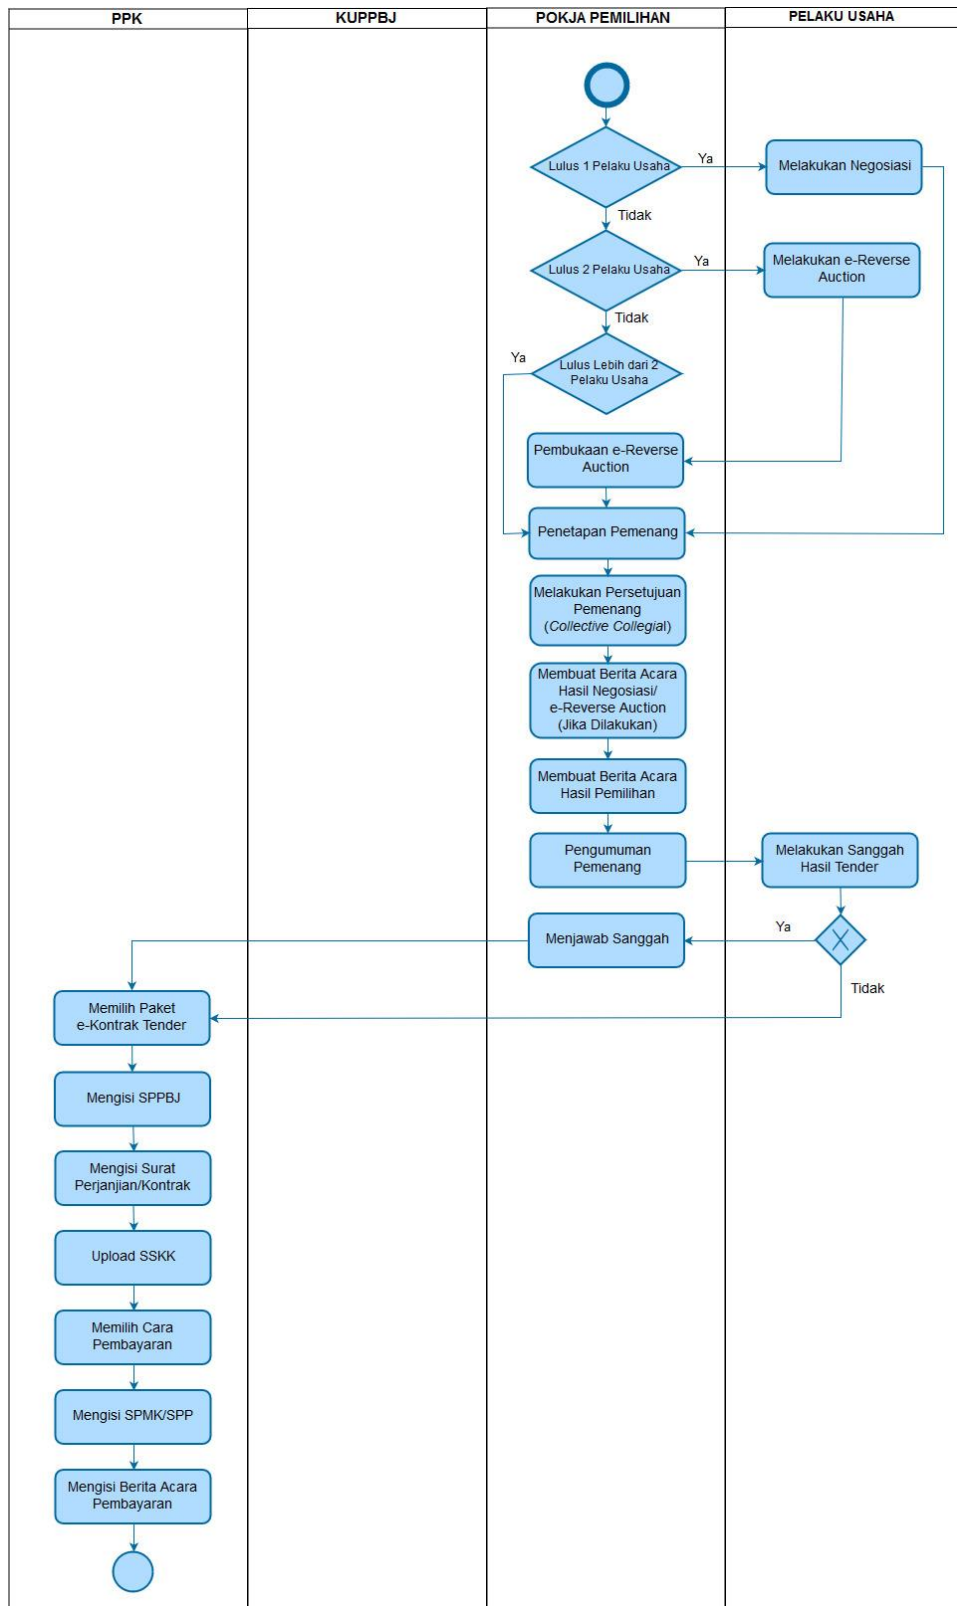 PPK
KUPPBJ
POKJA PEMILIHAN
PELAKU USAHA
Lulus 1 Pelaku Usaha
Ya
Melakukan Negosiasi
Tidak
Lulus 2 Pelaku Usaha
Ya
Melakukan e-Reverse
Auction
Tidak
Ya
Lulus Lebih dari 2
Pelaku Usaha
Pembukaan e-Reverse
Auction
Penetapan Pemenang
Melakukan Persetujuan
Pemenang
(Collective Collegial)
Membuat Berita Acara
Hasil Negosiasi/
e-Reverse Auction
(Jika Dilakukan)
Membuat Berita Acara
Hasil Pemilihan
Pengumuman
Pemenang
Melakukan Sanggah
Hasil Tender
Ya
Menjawab Sanggah
Tidak
Memilih Paket
e-Kontrak Tender
Mengisi SPPBJ
Mengisi Surat
Perjanjian/Kontrak
Upload SSKK
Memilih Cara
Pembayaran
Mengisi SPMK/SPP
Mengisi Berita Acara
Pembayaran